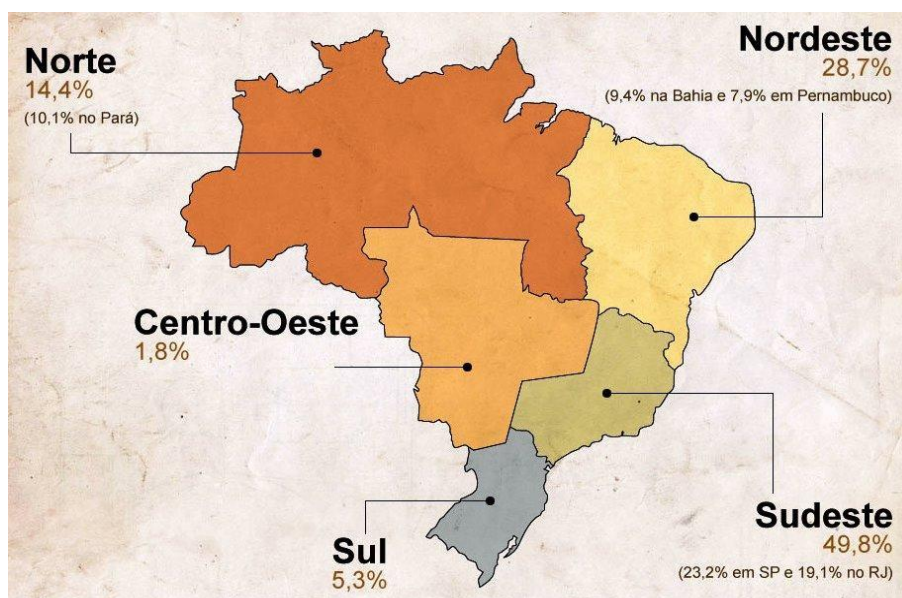 Norte
14,4%
(10,1% no Pará)
Nordeste
28,7%
(9,4% na Bahia e 7,9% em Pernambuco)
Centro-Oeste
1,8%
Sul
5,3%
Sudeste
49,8%
(23,2% em SP e 19,1% no RJ)